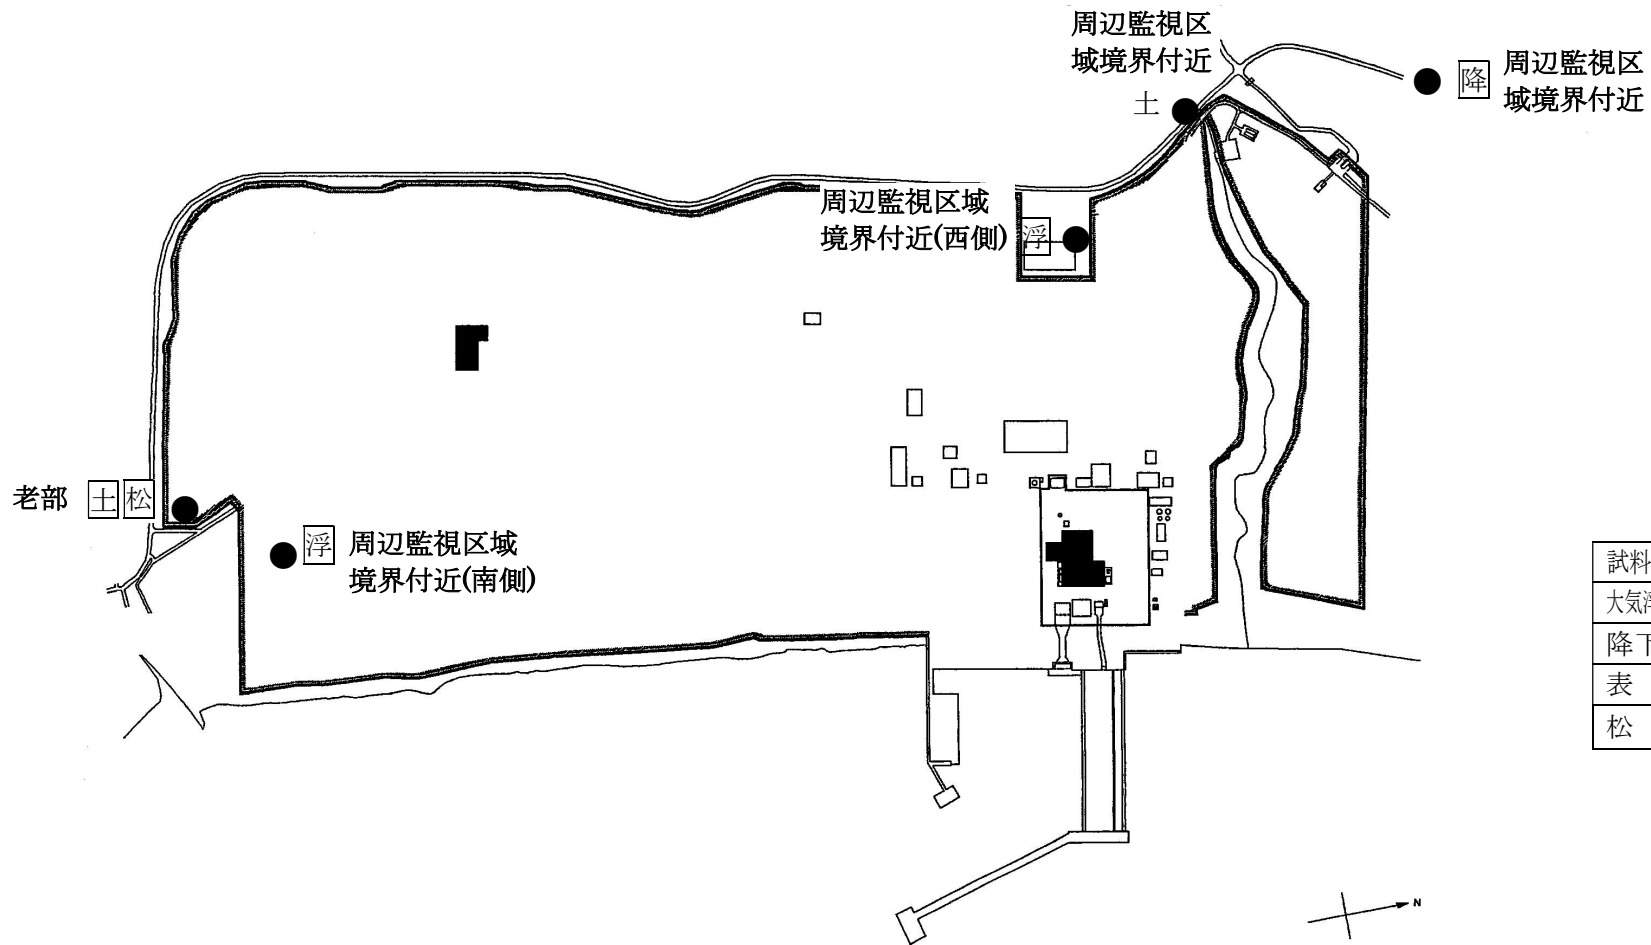 周辺監視区
域境界付近
降
周辺監視区
域境界付近
土
周辺監視区域
境界付近(西側)
浮
老部
土
松
浮
周辺監視区域
境界付近(南側)
試料
大気浮
降下
表
松
N